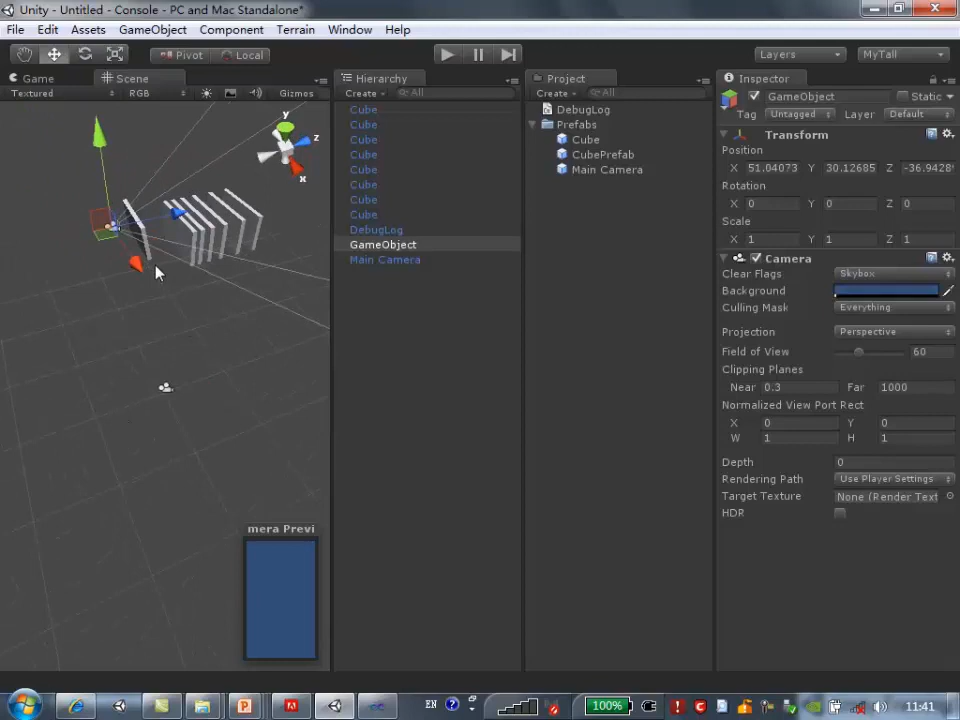 Unity - Untitled - Console - PC and Mac Standalone*
File Edit Assets GameObject Component Terrain Window Help
Pivot Local Layers MyTall
Game Scene Hierarchy Project Inspector
Textured RGB Gizmos Create All Create All
GameObject Static
Tag Untagged Layer Default
Cube
Cube
Cube
Cube
Cube
Cube
Cube
Cube
DebugLog
GameObject
Main Camera
DebugLog
Prefabs
Cube
CubePrefab
Main Camera
Transform
Position
X 51.04073 Y 30.12685 Z -36.9428
Rotation
X 0 Y 0 Z 0
Scale
X 1 Y 1 Z 1
Camera
Clear Flags Skybox
Background
Culling Mask Everything
Projection Perspective
Field of View 60
Clipping Planes
Near 0.3 Far 1000
Normalized View Port Rect
X 0 Y 0
W 1 H 1
Depth 0
Rendering Path Use Player Settings
Target Texture None (Render Text
HDR
y
z
x
mera Previ
EN 100% 11:41